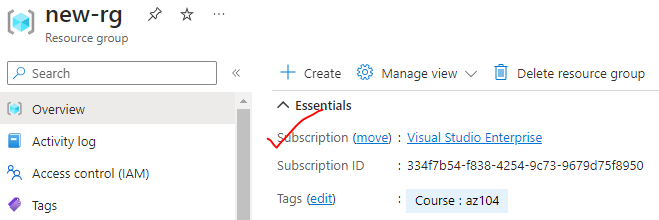 new-rg
Resource group
Search
Overview
Activity log
Access control (IAM)
Tags
Create
Manage view
Delete resource group
Essentials
Subscription (move) : Visual Studio Enterprise
Subscription ID : 334f7b54-f838-4254-9c73-9679d75f8950
Tags (edit) : Course : az104